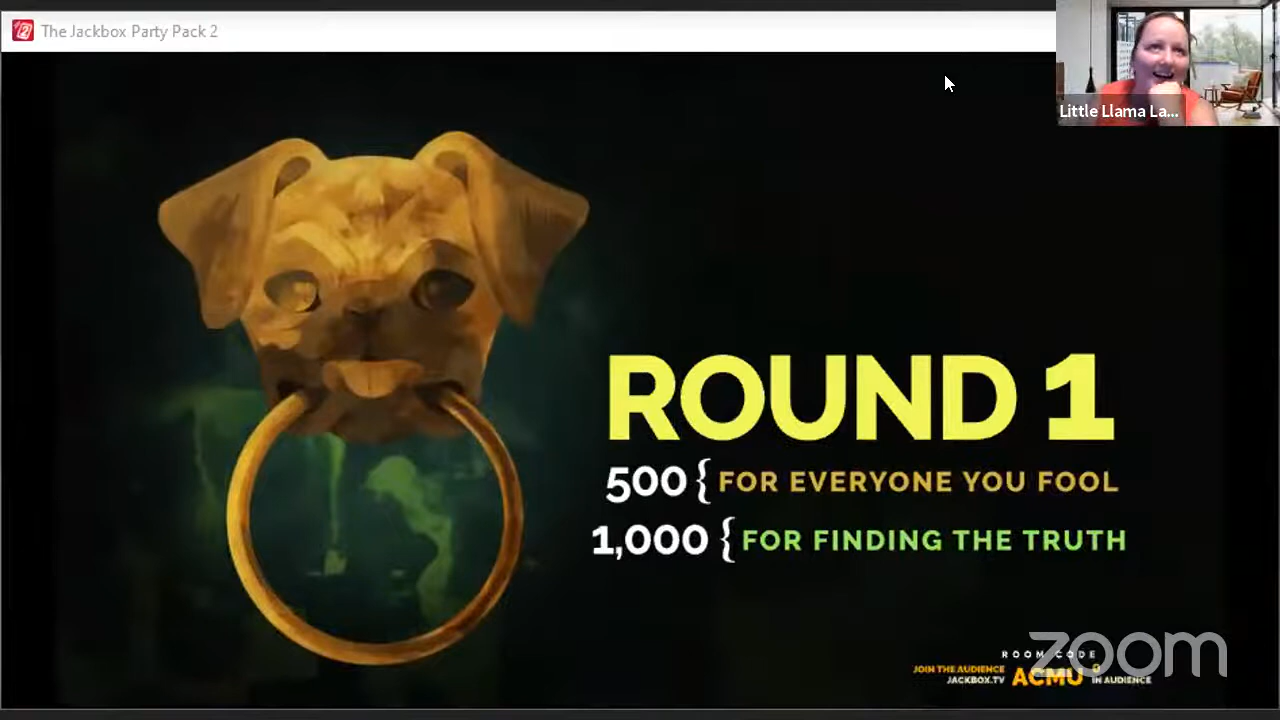 The Jackbox Party Pack 2
Little Llama La...
ROUND 1
500 { FOR EVERYONE YOU FOOL
1,000 { FOR FINDING THE TRUTH
ROOM CODE
JOIN THE AUDIENCE
JACKBOX.TV
ACMU
0
IN AUDIENCE
zoom